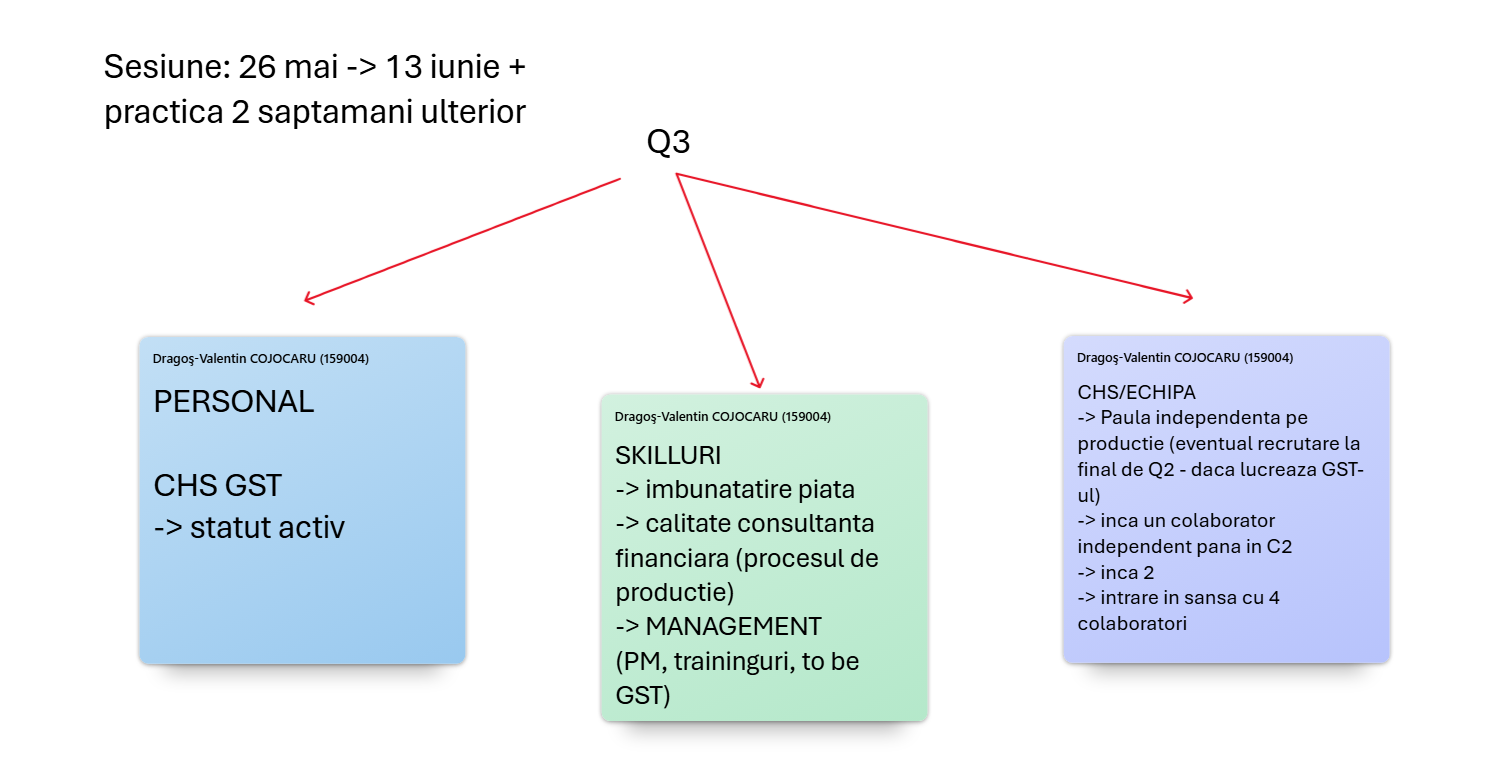 Sesiune: 26 mai -> 13 iunie +
practica 2 saptamani ulterior
Q3
Dragoş-Valentin COJOCARU (159004)
PERSONAL
CHS GST
-> statut activ
Dragoş-Valentin COJOCARU (159004)
SKILLURI
-> imbunatatire piata
-> calitate consultanta
financiara (procesul de
productie)
-> MANAGEMENT
(PM, traininguri, to be
GST)
Dragoş-Valentin COJOCARU (159004)
CHS/ECHIPA
-> Paula independenta pe
productie (eventual recrutare la
final de Q2 - daca lucreaza GST-
ul)
-> inca un colaborator
independent pana in C2
-> inca 2
-> intrare in sansa cu 4
colaboratori